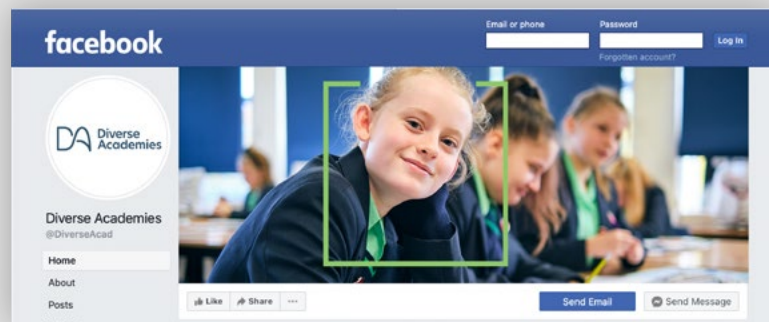 facebook
Email or phone
Password
Log In
Forgotten account?
DA Diverse
Academies
Diverse Academies
@DiverseAcad
Home
About
Posts
Like
Share
Send Email
Send Message